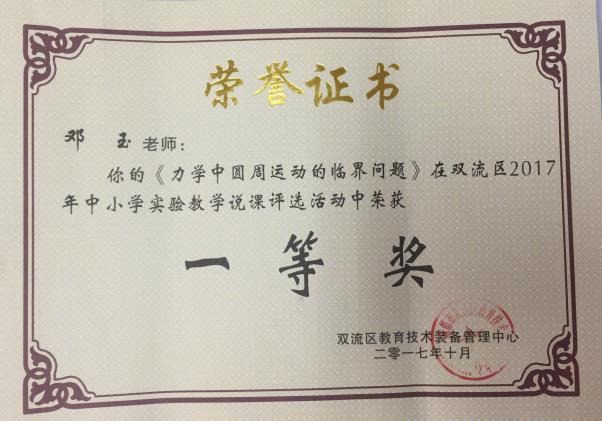 荣誉证书
邓 玉老师：
你的《力学中圆周运动的临界问题》在双流区2017
年中小学实验教学说课评选活动中荣获
一等奖
双流区教育技术装备管理中心
二零一七年十月